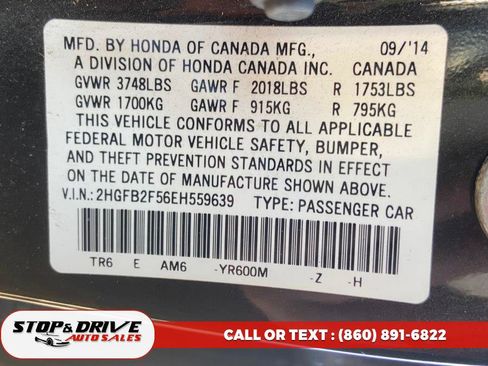 MFD. BY HONDA OF CANADA MFG., 09/'14
A DIVISION OF HONDA CANADA INC. CANADA
GVWR 3748LBS GAWR F 2018LBS R 1753LBS
GVWR 1700KG GAWR F 915KG R 795KG
THIS VEHICLE CONFORMS TO ALL APPLICABLE
FEDERAL MOTOR VEHICLE SAFETY, BUMPER,
AND THEFT PREVENTION STANDARDS IN EFFECT
ON THE DATE OF MANUFACTURE SHOWN ABOVE.
V.I.N.: 2HGFB2F56EH559639 TYPE: PASSENGER CAR
TR6 E AM6 -YR600M -Z -H
STOP & DRIVE
AUTO SALES
CALL OR TEXT : (860) 891-6822